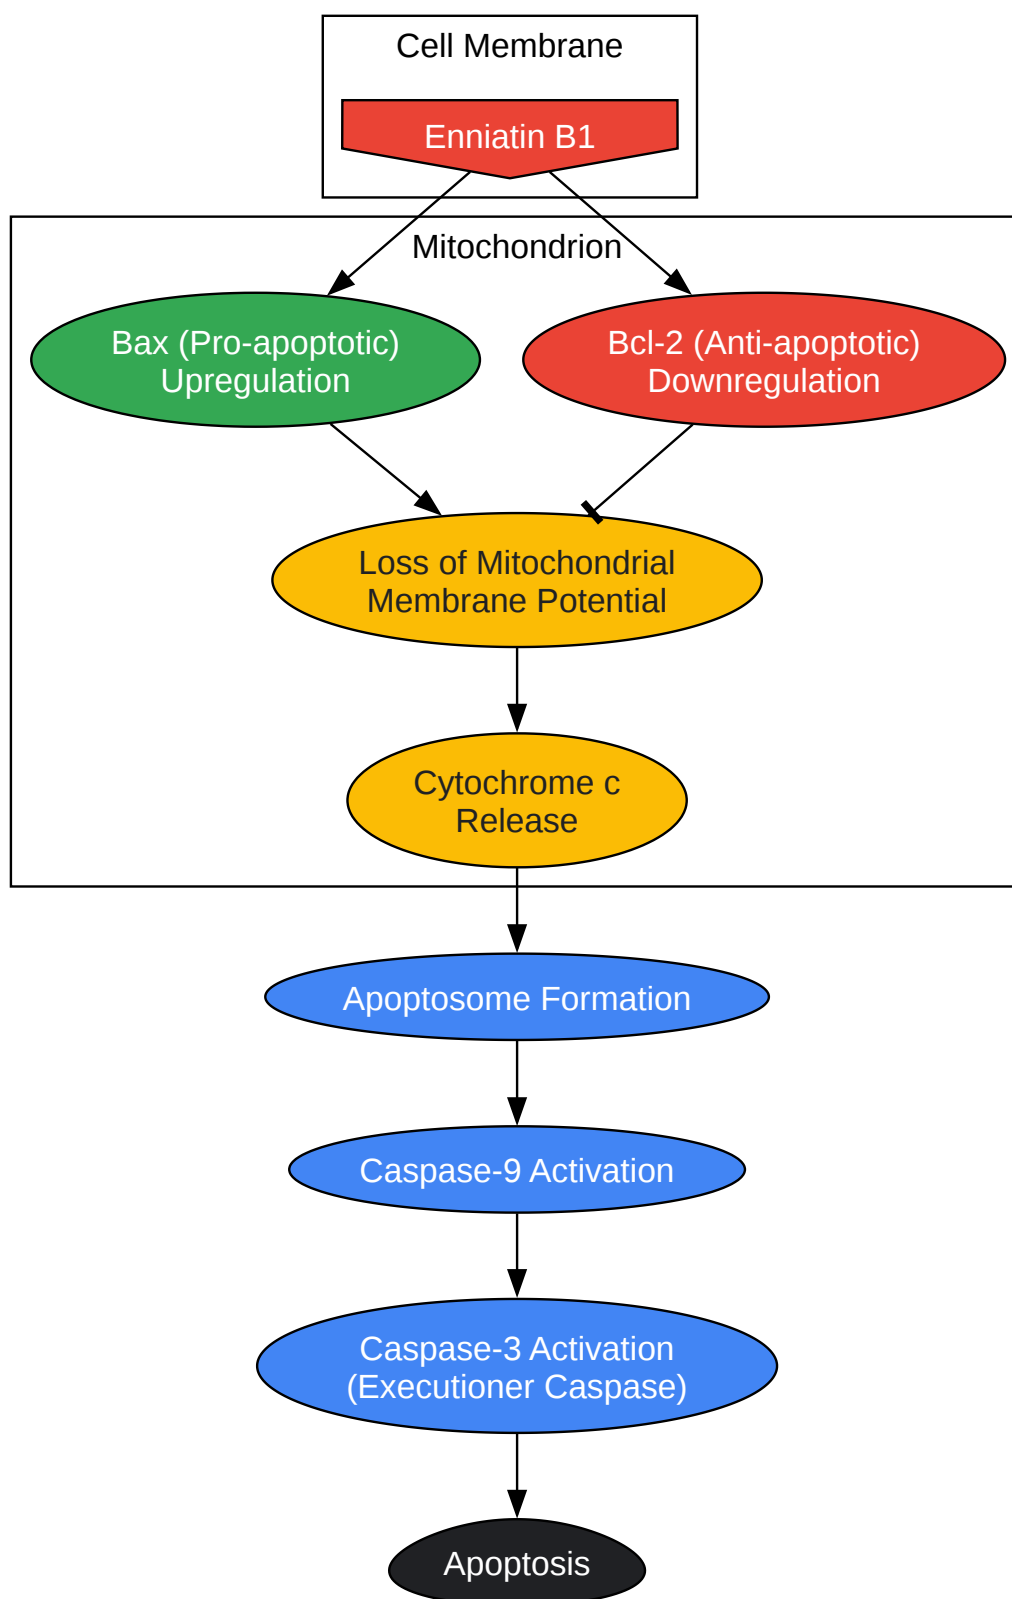 Cell Membrane
Enniatin B1
Mitochondrion
Bax (Pro-apoptotic)
Upregulation
Bcl-2 (Anti-apoptotic)
Downregulation
Loss of Mitochondrial
Membrane Potential
Cytochrome c
Release
Apoptosome Formation
Caspase-9 Activation
Caspase-3 Activation
(Executioner Caspase)
Apoptosis